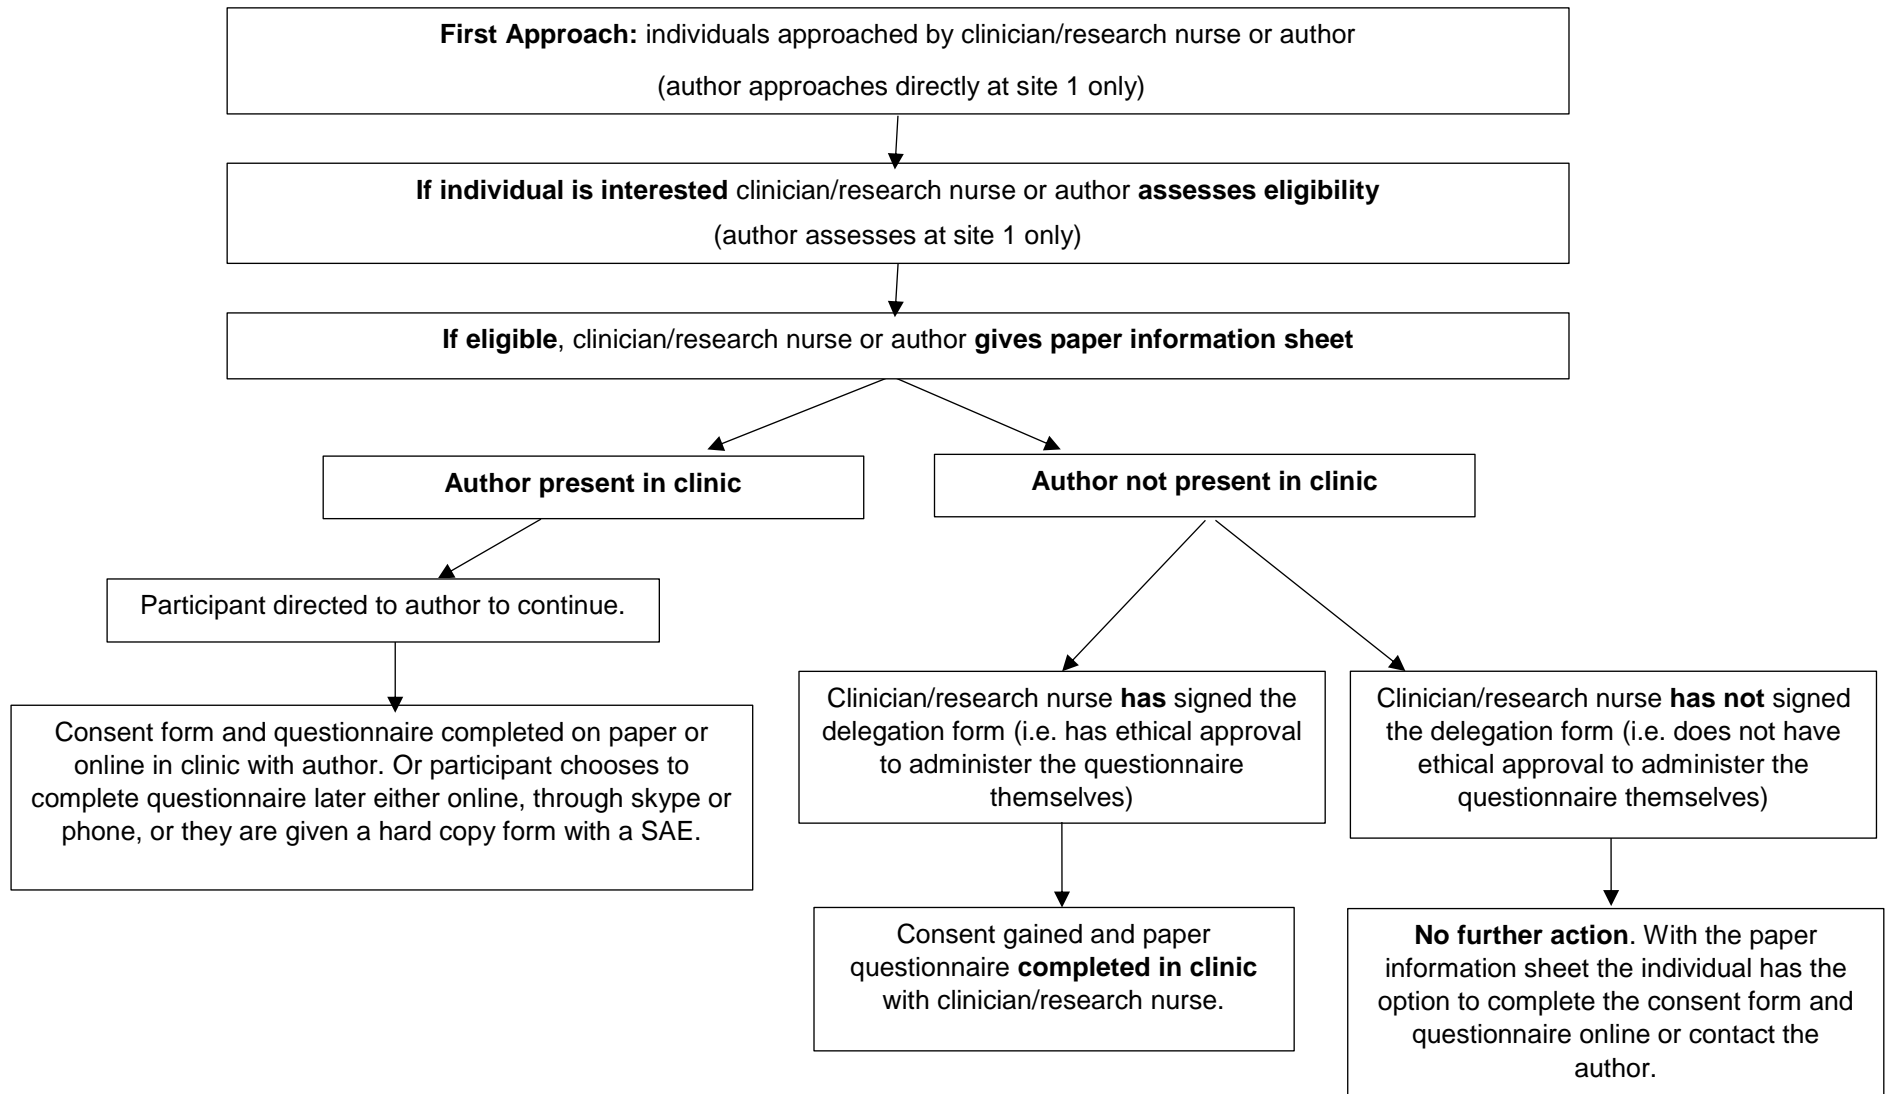 First Approach: individuals approached by clinician/research nurse or author
(author approaches directly at site 1 only)
If individual is interested clinician/research nurse or author assesses eligibility
(author assesses at site 1 only)
If eligible, clinician/research nurse or author gives paper information sheet
Author present in clinic
Author not present in clinic
Participant directed to author to continue.
Consent form and questionnaire completed on paper or
online in clinic with author. Or participant chooses to
complete questionnaire later either online, through skype or
phone, or they are given a hard copy form with a SAE.
Clinician/research nurse has signed the
delegation form (i.e. has ethical approval
to administer the questionnaire
themselves)
Clinician/research nurse has not signed
the delegation form (i.e. does not have
ethical approval to administer the
questionnaire themselves)
Consent gained and paper
questionnaire completed in clinic
with clinician/research nurse.
No further action. With the paper
information sheet the individual has the
option to complete the consent form and
questionnaire online or contact the
author.